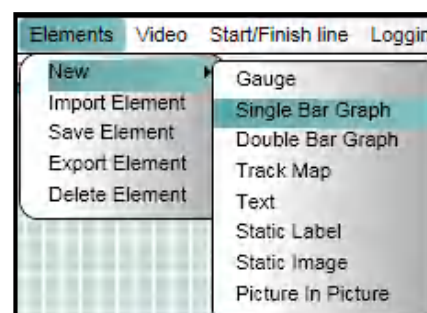 Elements Video Start/Finish line Loggin
New
Import Element
Save Element
Export Element
Delete Element
Gauge
Single Bar Graph
Double Bar Graph
Track Map
Text
Static Label
Static Image
Picture In Picture